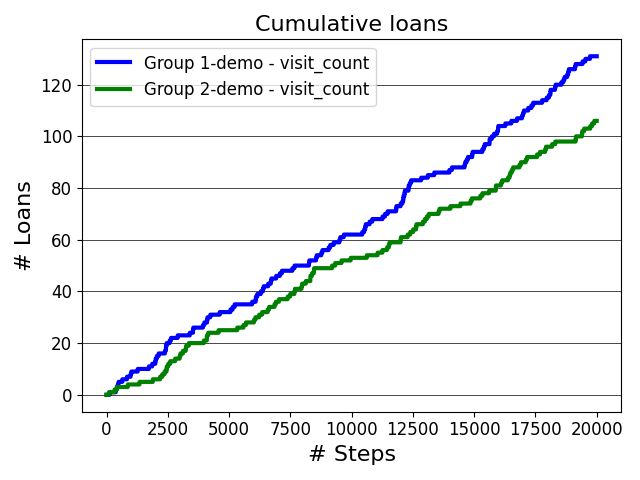 Cumulative loans
Group 1-demo - visit_count
Group 2-demo - visit_count
# Loans
120
100
80
60
40
20
0
0 2500 5000 7500 10000 12500 15000 17500 20000
# Steps